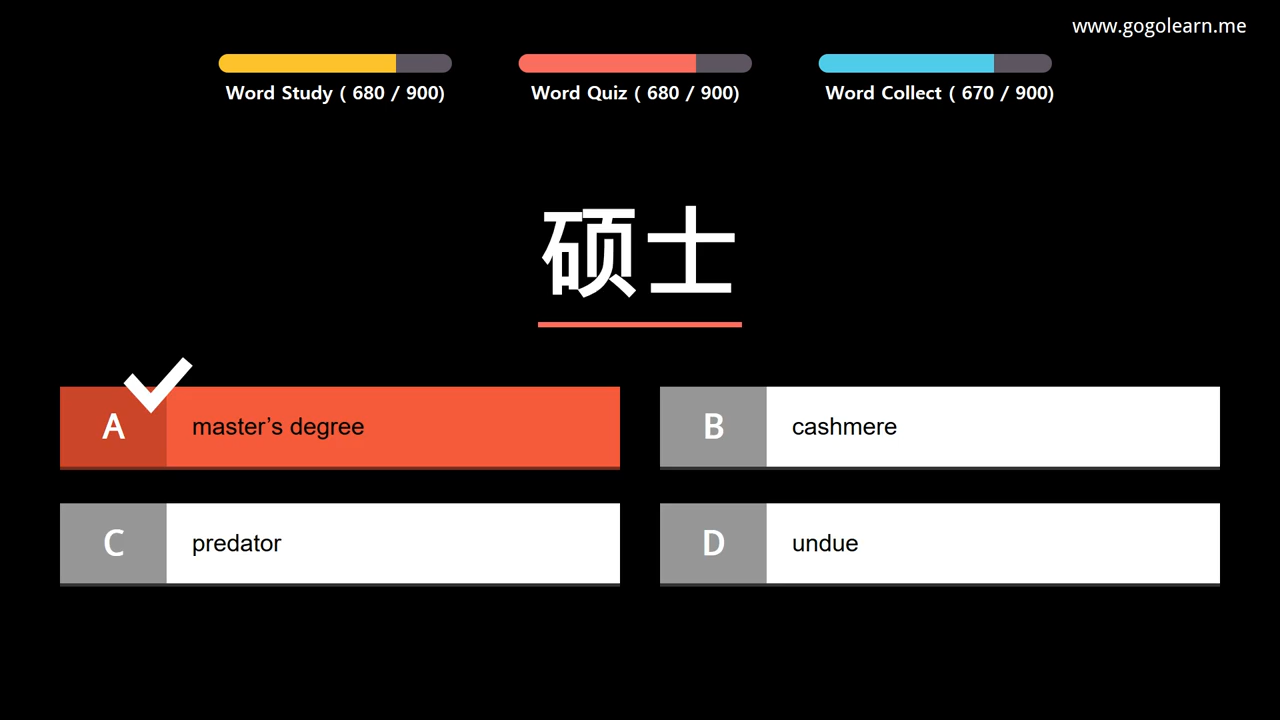 www.gogolearn.me
Word Study ( 680 / 900)
Word Quiz ( 680 / 900)
Word Collect ( 670 / 900)
硕士
A master’s degree
B cashmere
C predator
D undue